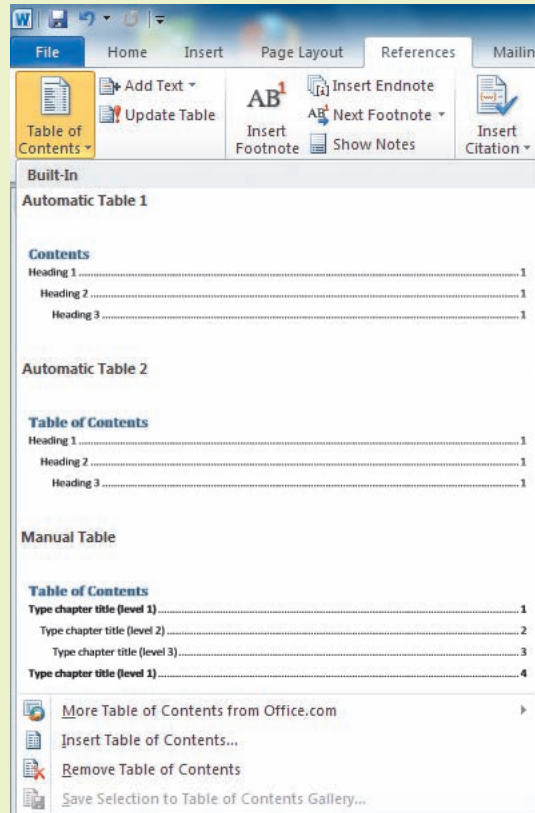 W
File Home Insert Page Layout References Mailin
Table of Contents
Add Text
Update Table
AB1
Insert Footnote
Insert Endnote
AB1 Next Footnote
Show Notes
Insert Citation
Built-In
Automatic Table 1
Contents
Heading 1 ........ 1
Heading 2 ........ 1
Heading 3 ........ 1
Automatic Table 2
Table of Contents
Heading 1 ........ 1
Heading 2 ........ 1
Heading 3 ........ 1
Manual Table
Table of Contents
Type chapter title (level 1) ........ 1
Type chapter title (level 2) ........ 2
Type chapter title (level 3) ........ 3
Type chapter title (level 1) ........ 4
More Table of Contents from Office.com
Insert Table of Contents...
Remove Table of Contents
Save Selection to Table of Contents Gallery...